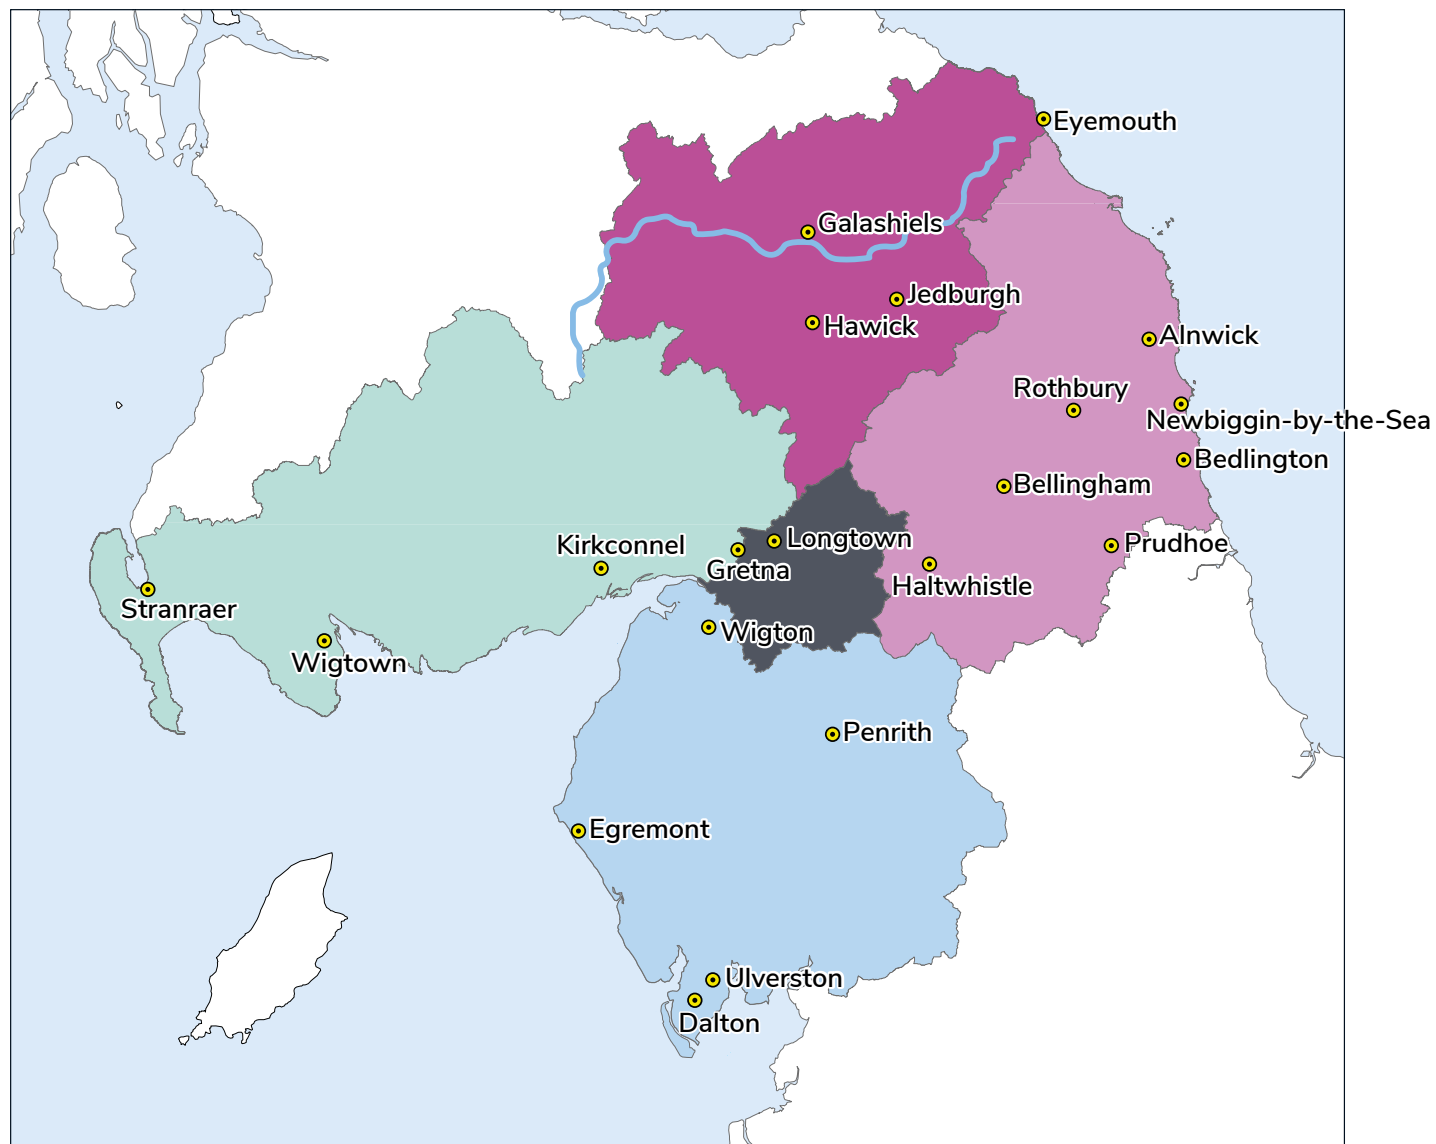 Eyemouth
Galashiels
Jedburgh
Hawick
Alnwick
Rothbury
Newbiggin-by-the-Sea
Bedlington
Bellingham
Longtown
Prudhoe
Kirkconnel
Gretna
Haltwhistle
Stranraer
Wigton
Wigtown
Penrith
Egremont
Ulverston
Dalton